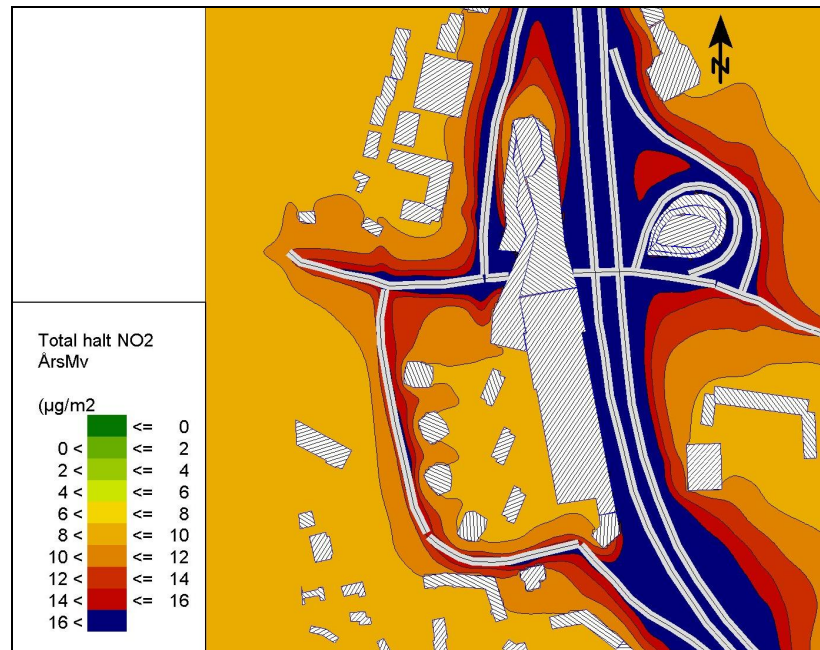 N
Total halt NO2
ÅrsMv
(µg/m2
<= 0
0 < <= 2
2 < <= 4
4 < <= 6
6 < <= 8
8 < <= 10
10 < <= 12
12 < <= 14
14 < <= 16
16 <